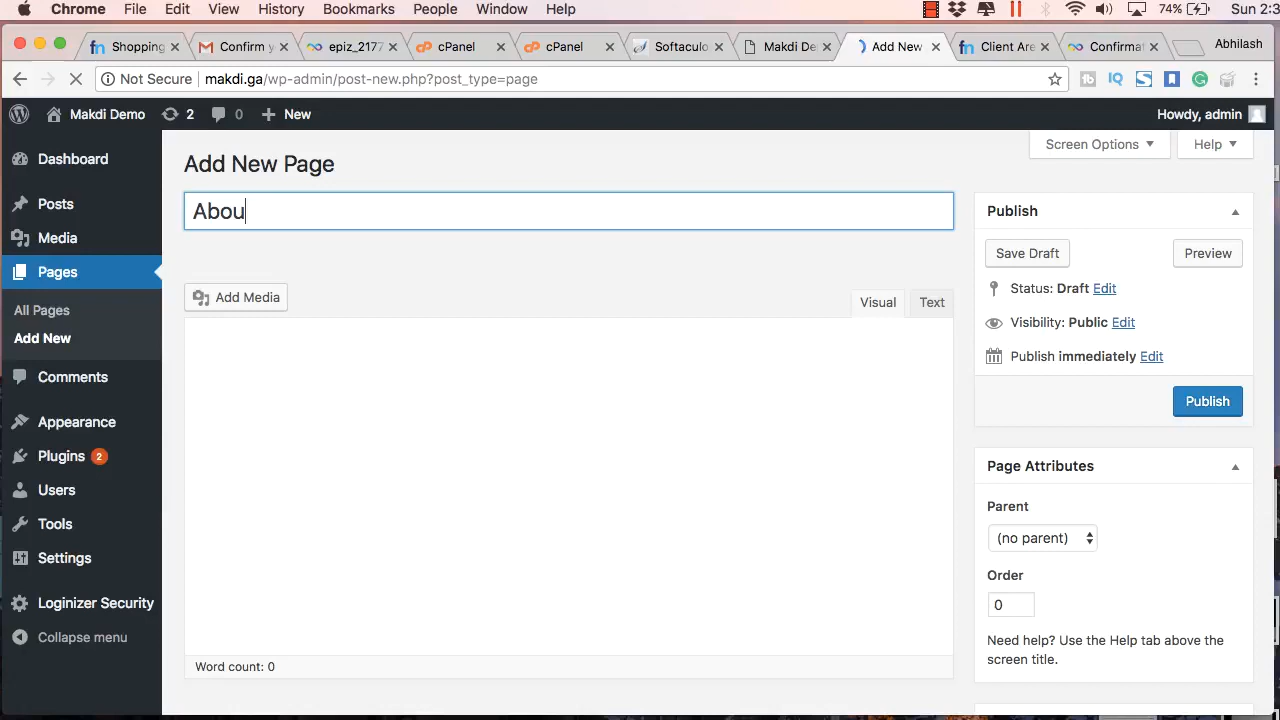 Chrome File Edit View History Bookmarks People Window Help 74% Sun 2:3
Shopping Confirm y epiz_2177 cPanel cPanel Softaculo Makdi De Add New Client Are Confirmat Abhilash
Not Secure makdi.ga/wp-admin/post-new.php?post_type=page
Makdi Demo 2 0 New Howdy, admin
Screen Options Help
Dashboard
Posts
Media
Pages
All Pages
Add New
Comments
Appearance
Plugins 2
Users
Tools
Settings
Loginizer Security
Collapse menu
Add New Page
Abou
Add Media
Visual Text
Word count: 0
Publish
Save Draft Preview
Status: Draft Edit
Visibility: Public Edit
Publish immediately Edit
Publish
Page Attributes
Parent
(no parent)
Order
0
Need help? Use the Help tab above the
screen title.